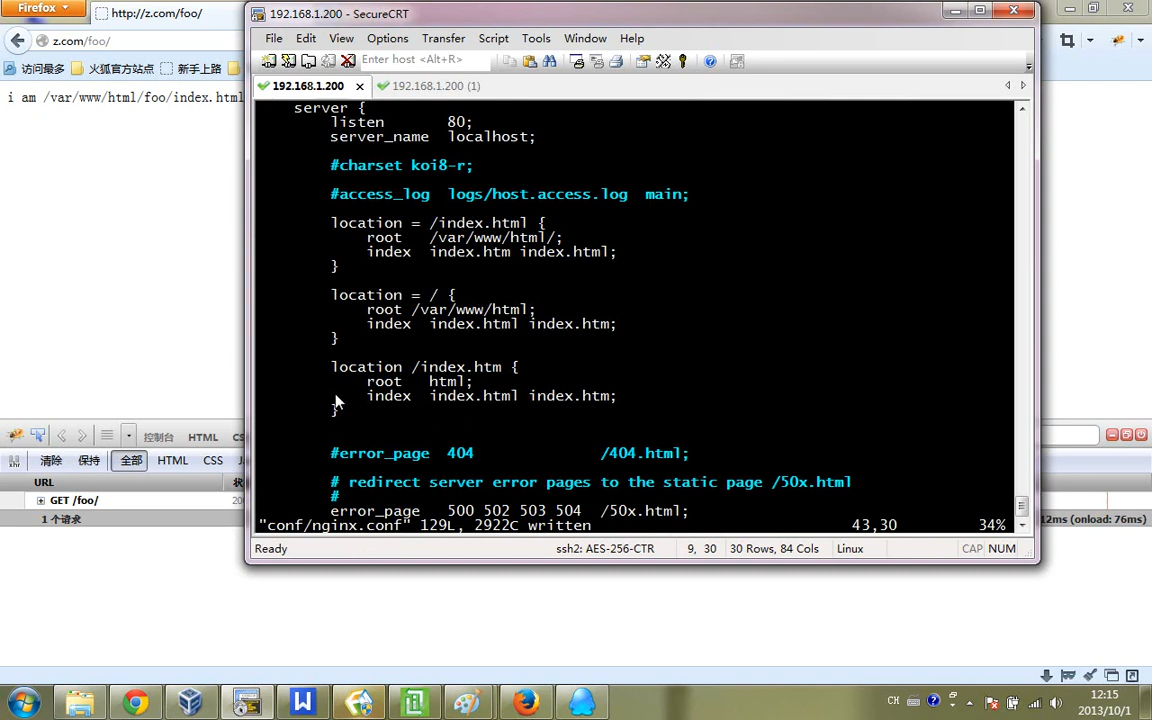 Firefox
http://z.com/foo/
z.com/foo/
访问最多 火狐官方站点 新手上路
i am /var/www/html/foo/index.html
192.168.1.200 - SecureCRT
File Edit View Options Transfer Script Tools Window Help
Enter host <Alt+R>
192.168.1.200
192.168.1.200 (1)
server {
listen 80;
server_name localhost;
#charset koi8-r;
#access_log logs/host.access.log main;
location = /index.html {
root /var/www/html/;
index index.htm index.html;
}
location = / {
root /var/www/html;
index index.html index.htm;
}
location /index.htm {
root html;
index index.html index.htm;
}
#error_page 404 /404.html;
# redirect server error pages to the static page /50x.html
#
error_page 500 502 503 504 /50x.html;
"conf/nginx.conf" 129L, 2922C written 43,30 34%
Ready ssh2: AES-256-CTR 9, 30 30 Rows, 84 Cols Linux CAP NUM
控制台 HTML
清除 保持 全部 HTML CSS
URL
GET /foo/
1 个请求
12ms (onload: 76ms)
CH
12:15
2013/10/1